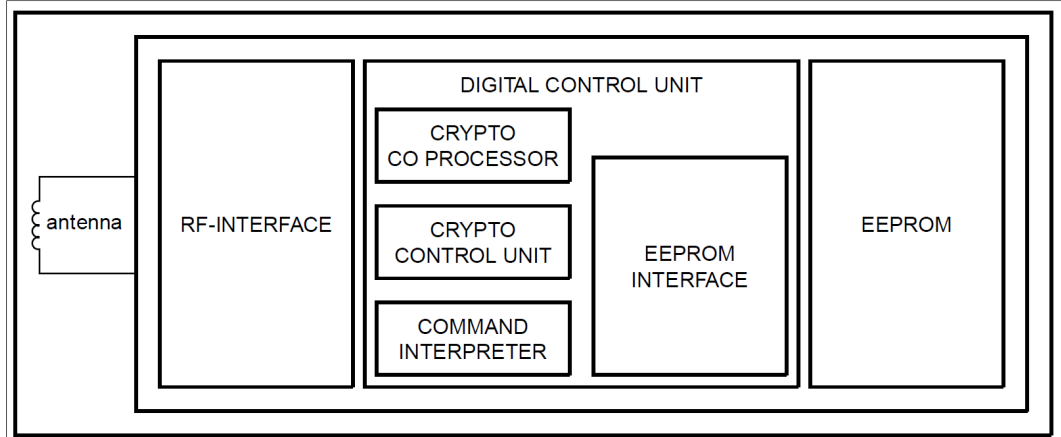 DIGITAL CONTROL UNIT
CRYPTO
CO PROCESSOR
antenna
RF-INTERFACE
CRYPTO
CONTROL UNIT
EEPROM
INTERFACE
EEPROM
COMMAND
INTERPRETER